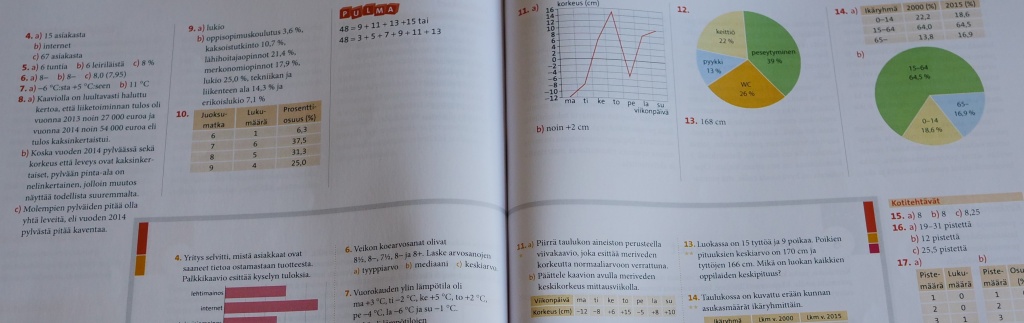 4. a) 15 asiakasta
b) internet
c) 67 asiakasta
5. a) 6 tuntia b) 6 leiriläistä c) 8 %
6. a) 8– b) 8– c) 8,0 (7,95)
7. a) –6 °C:sta +5 °C:seen b) 11 °C
8. a) Kaaviolla on luultavasti haluttu
kertoa, että liiketoiminnan tulos oli
vuonna 2013 noin 27 000 euroa ja
vuonna 2014 noin 54 000 euroa eli
tulos kaksinkertaistui.
b) Koska vuoden 2014 pylväässä sekä
korkeus että leveys ovat kaksinker-
taiset, pylvään pinta-ala on
nelinkertainen, jolloin muutos
näyttää todellista suuremmalta.
c) Molempien pylväiden pitää olla
yhtä leveitä, eli vuoden 2014
pylvästä pitää kaventaa.
9. a) lukio
b) oppisopimuskoulutus 3,6 %,
kaksoistutkinto 10,7 %,
lähihoitajaopinnot 21,4 %,
merkonomiopinnot 17,9 %,
lukio 25,0 %, tekniikan ja
liikenteen ala 14,3 % ja
erikoislukio 7,1 %
10.
Juoksu- Luku- Prosentti-
matka määrä osuus (%)
6 1 6,3
7 6 37,5
8 5 31,3
9 4 25,0
PULMA
48 = 9 + 11 + 13 + 15 tai
48 = 3 + 5 + 7 + 9 + 11 + 13
4. Yritys selvitti, mistä asiakkaat ovat
saaneet tietoa ostamastaan tuotteesta.
Palkkikaavio esittää kyselyn tuloksia.
lehtimainos
internet
6. Veikon koearvosanat olivat
8½, 8–, 7½, 8– ja 8+. Laske arvosanojen
a) tyyppiarvo b) mediaani c) keskiarvo
7. Vuorokauden ylin lämpötila oli
ma +3 °C, ti –2 °C, ke +5 °C, to +2 °C,
pe –4 °C, la –6 °C ja su –1 °C.
11. a) korkeus (cm)
16
14
12
10
8
6
4
2
0
–2
–4
–6
–8
–10
–12
ma ti ke to pe la su
viikonpäivä
b) noin +2 cm
12.
keittiö
22 %
peseytyminen
39 %
pyykki
13 %
WC
26 %
13. 168 cm
14. a)
Ikäryhmä 2000 (%) 2015 (%)
0–14 22,2 18,6
15–64 64,0 64,5
65– 13,8 16,9
b)
15–64
64,5 %
65–
16,9 %
0–14
18,6 %
11. a) Piirrä taulukon aineiston perusteella
viivakaavio, joka esittää meriveden
korkeutta normaaliarvoon verrattuna.
b) Päättele kaavion avulla meriveden
keskikorkeus mittausviikolla.
Viikonpäivä ma ti ke to pe la su
Korkeus (cm) –12 –8 +6 +15 –5 +8 +10
13. Luokassa on 15 tyttöä ja 9 poikaa. Poikien
pituuksien keskiarvo on 170 cm ja
tyttöjen 166 cm. Mikä on luokan kaikkien
oppilaiden keskipituus?
14. Taulukossa on kuvattu erään kunnan
asukasmäärät ikäryhmittäin.
Ikäryhmä Lkm v. 2000 Lkm v. 2015
Kotitehtävät
15. a) 8 b) 8 c) 8,25
16. a) 19–31 pistettä
b) 12 pistettä
c) 25,5 pistettä
17. a) b)
Piste- Luku- Piste-
määrä määrä määrä
1 0 1
2 0 2
3 1 3